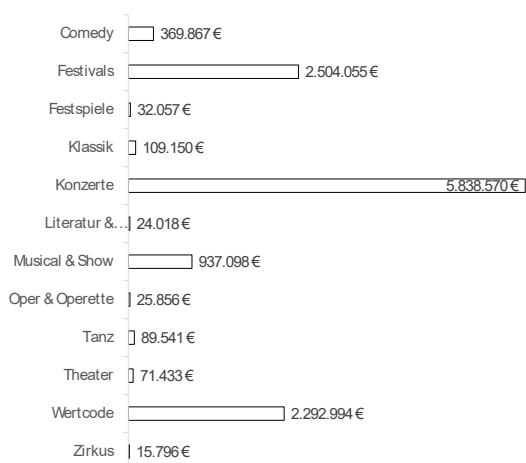 Comedy 369.867 €
Festivals 2.504.055 €
Festspiele 32.057 €
Klassik 109.150 €
Konzerte 5.838.570 €
Literatur &... 24.018 €
Musical & Show 937.098 €
Oper & Operette 25.856 €
Tanz 89.541 €
Theater 71.433 €
Wertcode 2.292.994 €
Zirkus 15.796 €